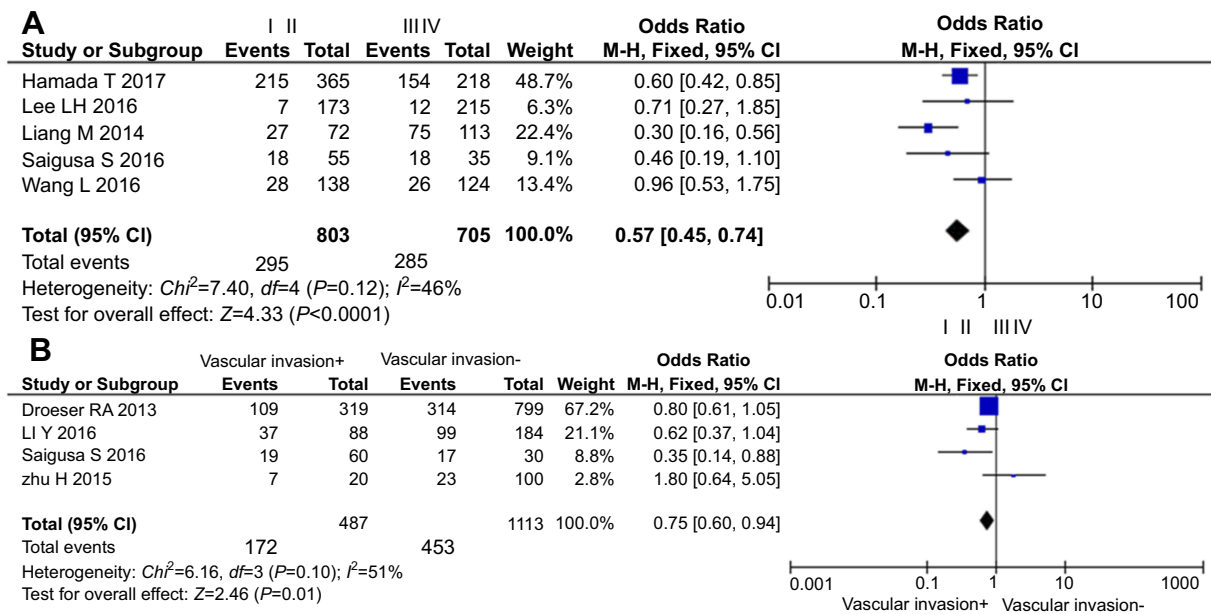 A
I II IIIIV Odds Ratio Odds Ratio
Study or Subgroup Events Total Events Total Weight M-H, Fixed, 95% CI M-H, Fixed, 95% CI
Hamada T 2017 215 365 154 218 48.7% 0.60 [0.42, 0.85]
Lee LH 2016 7 173 12 215 6.3% 0.71 [0.27, 1.85]
Liang M 2014 27 72 75 113 22.4% 0.30 [0.16, 0.56]
Saigusa S 2016 18 55 18 35 9.1% 0.46 [0.19, 1.10]
Wang L 2016 28 138 26 124 13.4% 0.96 [0.53, 1.75]
Total (95% CI) 803 705 100.0% 0.57 [0.45, 0.74]
Total events 295 285
Heterogeneity: Chi²=7.40, df=4 (P=0.12); I²=46%
Test for overall effect: Z=4.33 (P<0.0001)
0.01 0.1 1 10 100
I II IIIIV
B
Vascular invasion+ Vascular invasion- Odds Ratio Odds Ratio
Study or Subgroup Events Total Events Total Weight M-H, Fixed, 95% CI M-H, Fixed, 95% CI
Droeser RA 2013 109 319 314 799 67.2% 0.80 [0.61, 1.05]
LI Y 2016 37 88 99 184 21.1% 0.62 [0.37, 1.04]
Saigusa S 2016 19 60 17 30 8.8% 0.35 [0.14, 0.88]
zhu H 2015 7 20 23 100 2.8% 1.80 [0.64, 5.05]
Total (95% CI) 487 1113 100.0% 0.75 [0.60, 0.94]
Total events 172 453
Heterogeneity: Chi²=6.16, df=3 (P=0.10); I²=51%
Test for overall effect: Z=2.46 (P=0.01)
0.001 0.1 1 10 1000
Vascular invasion+ Vascular invasion-